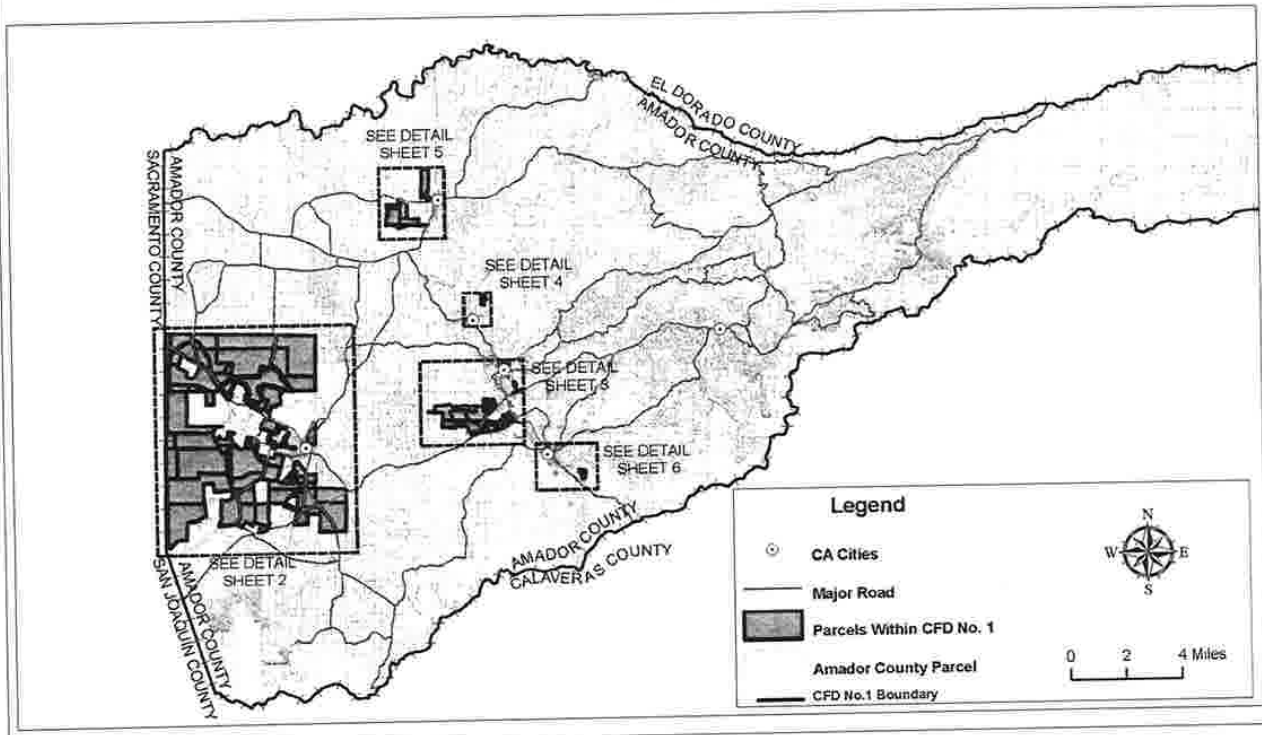 EL DORADO COUNTY
AMADOR COUNTY
SEE DETAIL
SHEET 5
AMADOR COUNTY
SACRAMENTO COUNTY
SEE DETAIL
SHEET 4
SEE DETAIL
SHEET 3
SEE DETAIL
SHEET 6
SEE DETAIL
SHEET 2
AMADOR COUNTY
SAN JOAQUIN COUNTY
AMADOR COUNTY
CALAVERAS COUNTY
Legend
CA Cities
Major Road
Parcels Within CFD No. 1
Amador County Parcel
CFD No.1 Boundary
N
W E
S
0 2 4 Miles